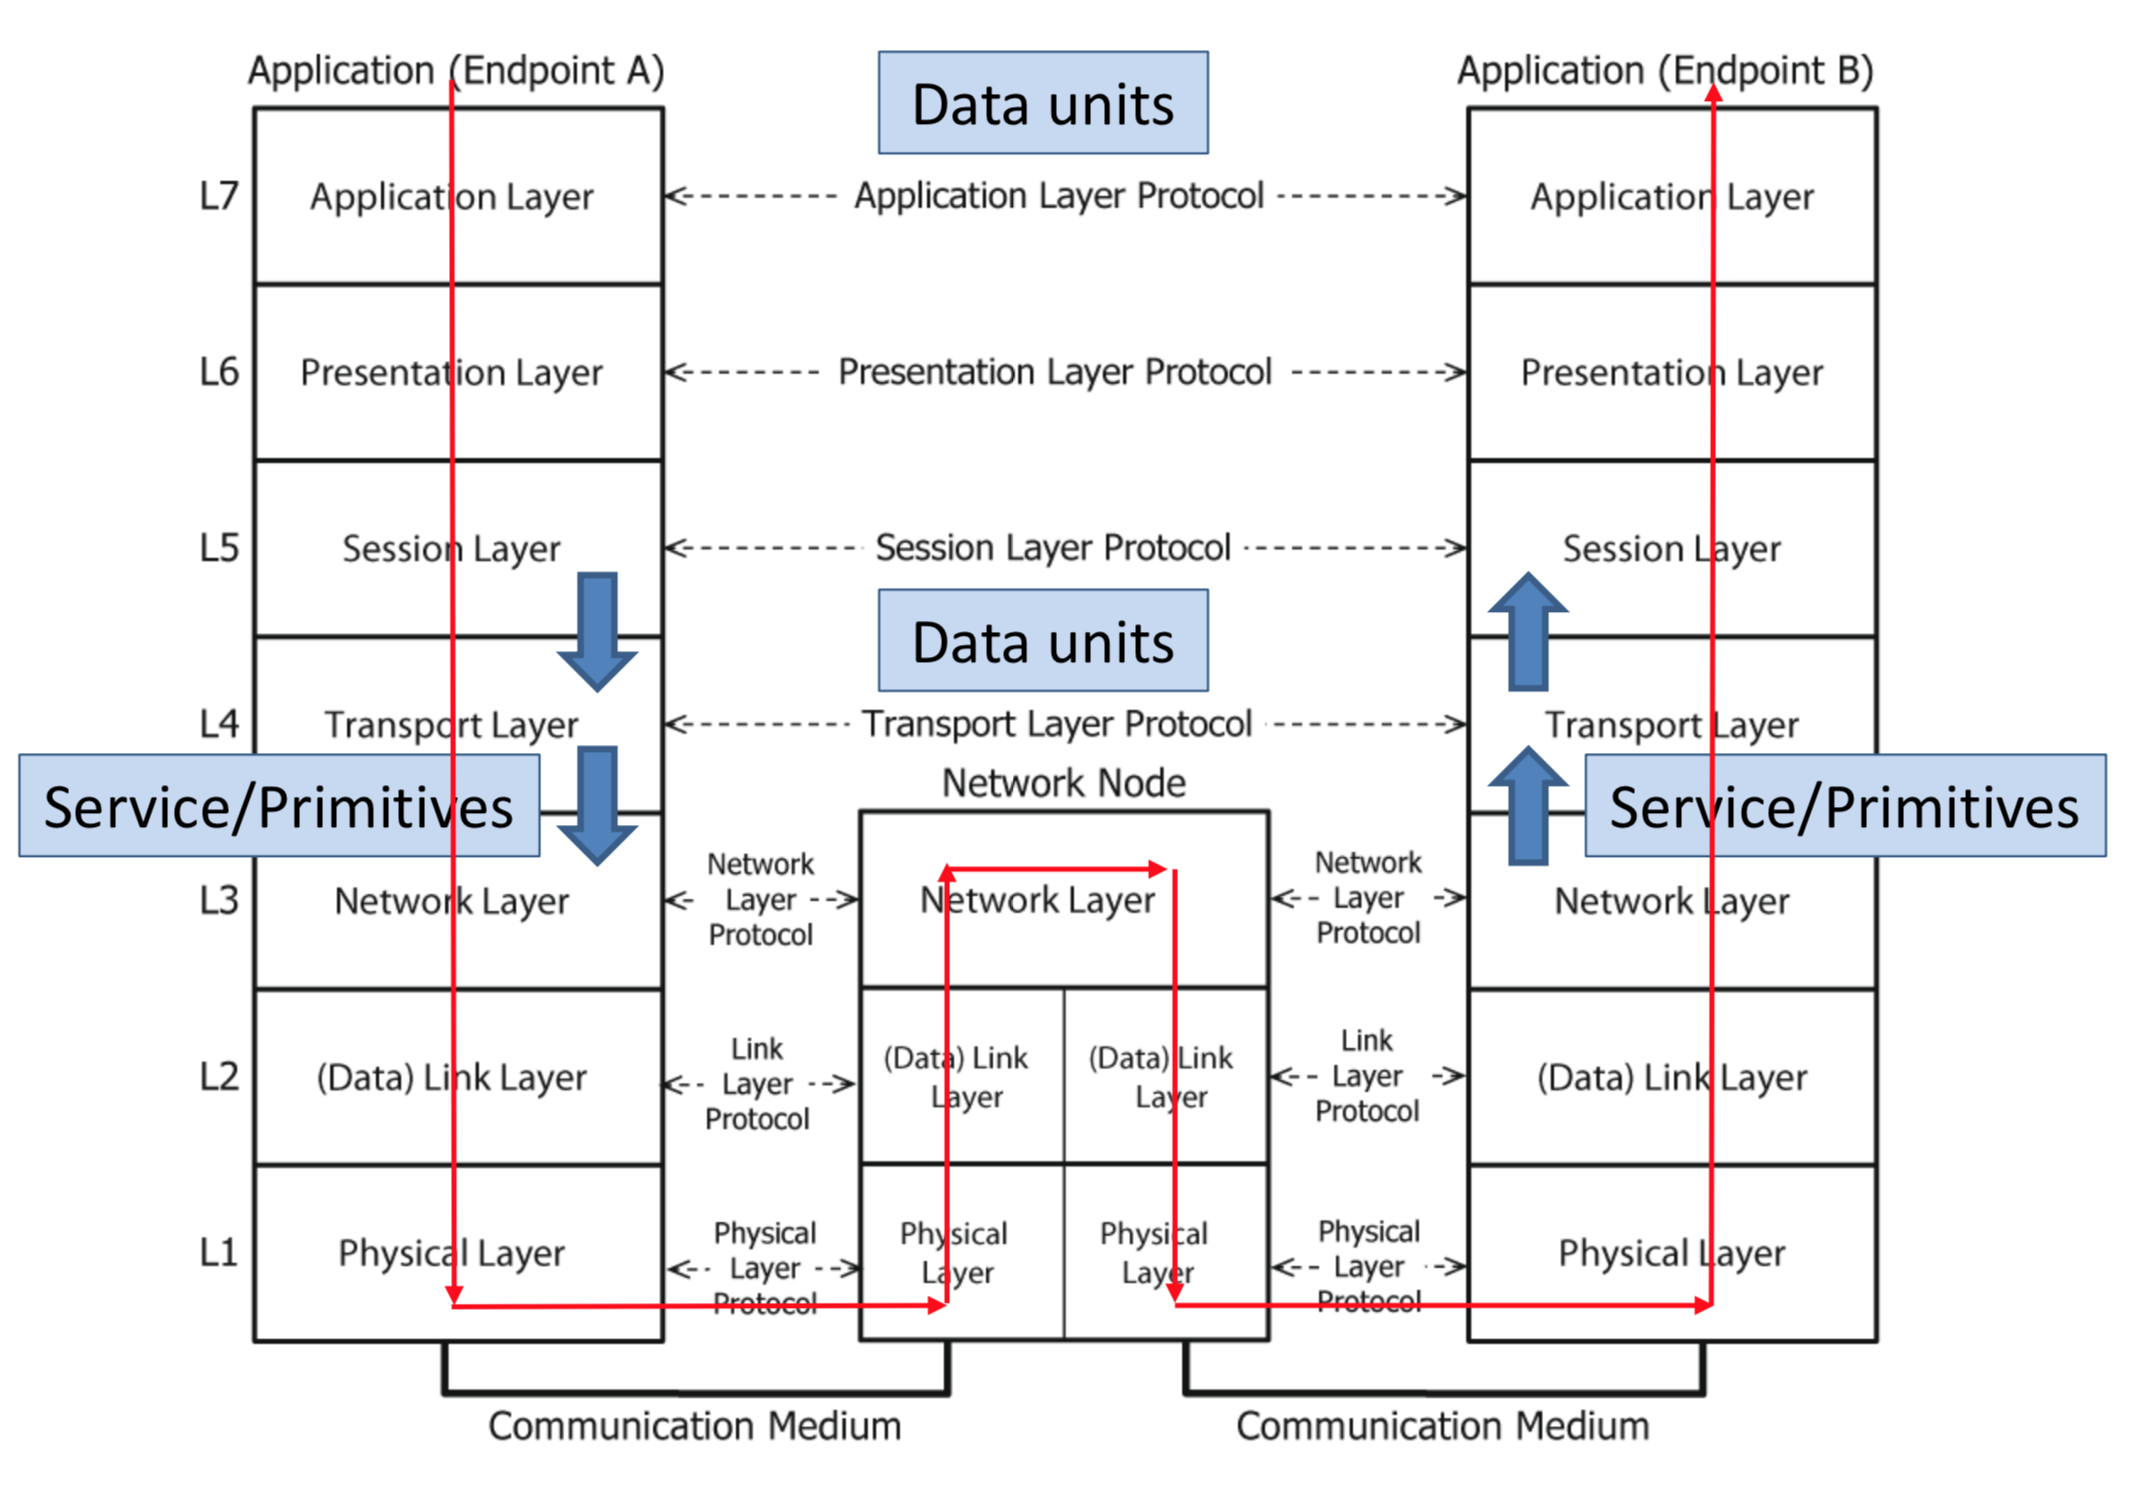 Application (Endpoint A)
Data units
Application (Endpoint B)
L7
Application Layer
Application Layer Protocol
Application Layer
L6
Presentation Layer
Presentation Layer Protocol
Presentation Layer
L5
Session Layer
Session Layer Protocol
Session Layer
Data units
L4
Transport Layer
Transport Layer Protocol
Transport Layer
Service/Primitives
Network Node
Service/Primitives
L3
Network Layer
Network
Layer
Protocol
Network Layer
Network
Layer
Protocol
Network Layer
L2
(Data) Link Layer
Link
Layer
Protocol
(Data) Link
Layer
(Data) Link
Layer
Link
Layer
Protocol
(Data) Link Layer
L1
Physical Layer
Physical
Layer
Protocol
Physical
Layer
Physical
Layer
Physical
Layer
Protocol
Physical Layer
Communication Medium
Communication Medium